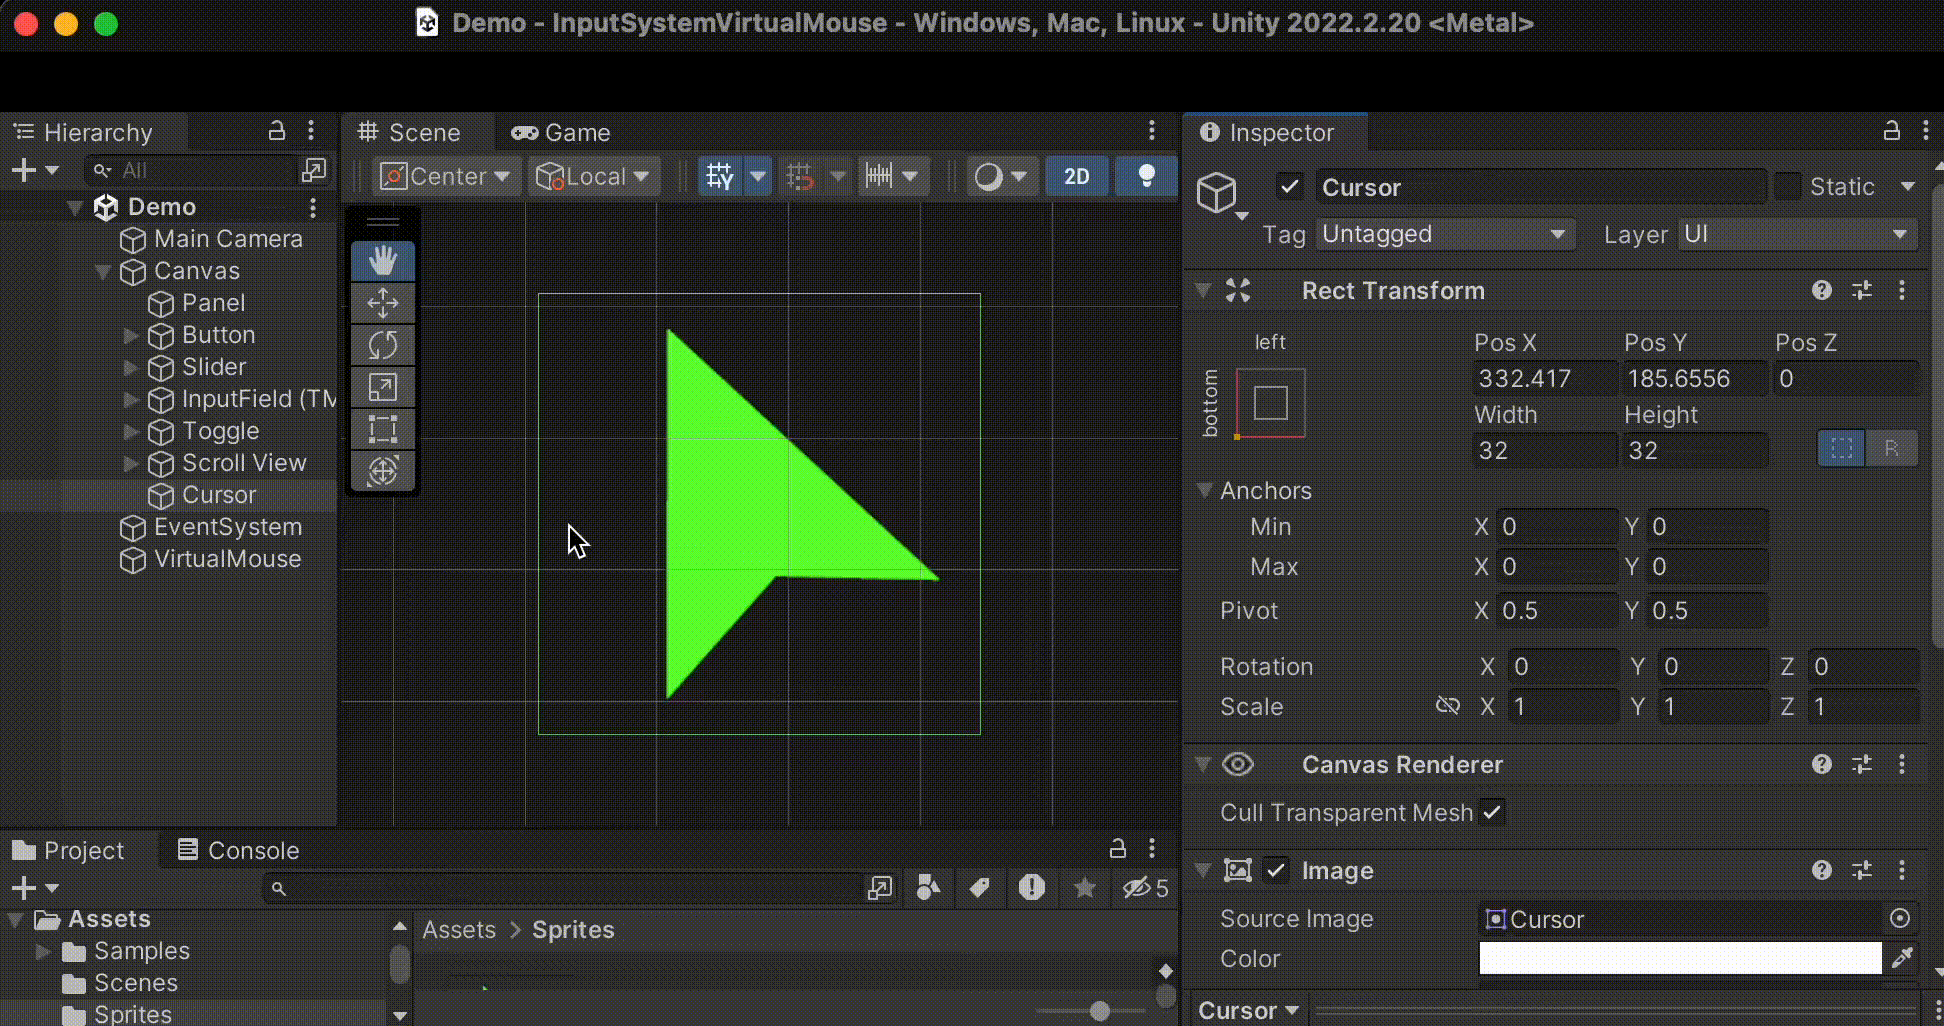 Demo - InputSystemVirtualMouse - Windows, Mac, Linux - Unity 2022.2.20 <Metal>
Hierarchy
All
Demo
Main Camera
Canvas
Panel
Button
Slider
InputField (TM
Toggle
Scroll View
Cursor
EventSystem
VirtualMouse
Scene Game
Center Local 2D
Inspector
Cursor Static
Tag Untagged Layer UI
Rect Transform
left Pos X Pos Y Pos Z
bottom 332.417 185.6556 0
Width Height
32 32 R
Anchors
Min X 0 Y 0
Max X 0 Y 0
Pivot X 0.5 Y 0.5
Rotation X 0 Y 0 Z 0
Scale X 1 Y 1 Z 1
Canvas Renderer
Cull Transparent Mesh
Image
Source Image Cursor
Color
Cursor
Project Console
5
Assets
Samples
Scenes
Sprites
Assets > Sprites